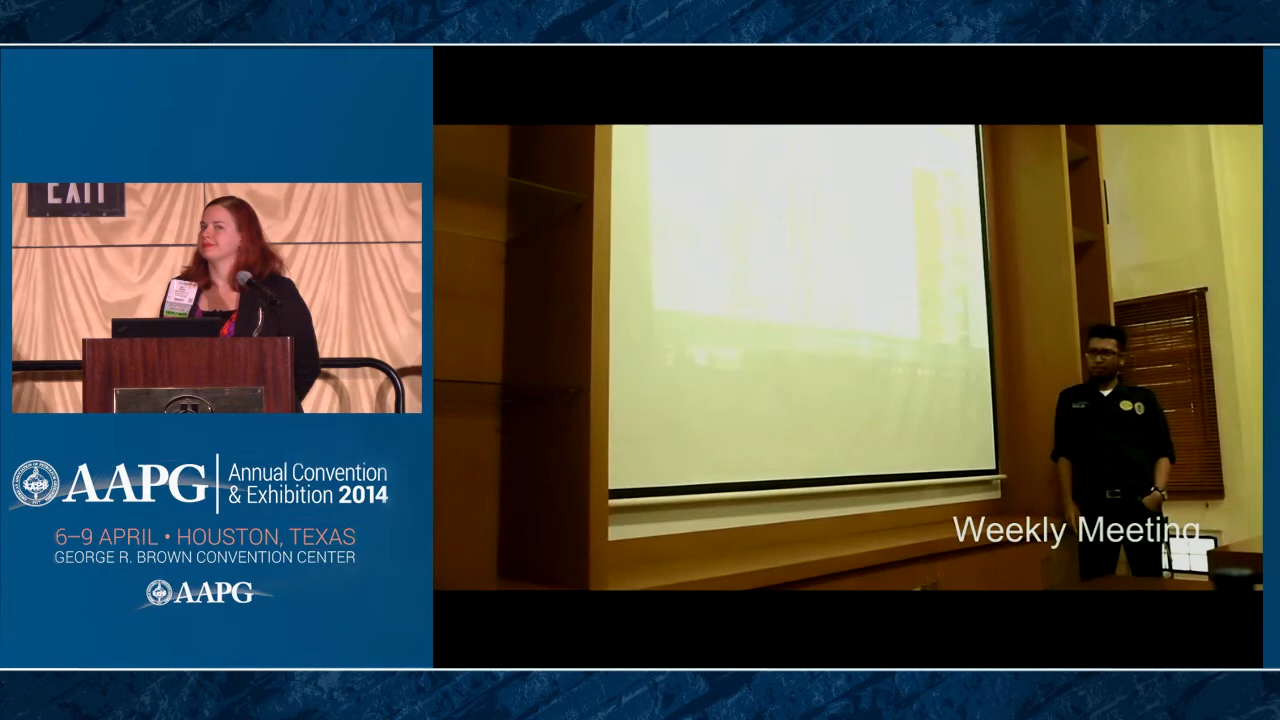 EXIT
AAPG
Annual Convention
& Exhibition 2014
6–9 APRIL • HOUSTON, TEXAS
GEORGE R. BROWN CONVENTION CENTER
AAPG
Weekly Meeting